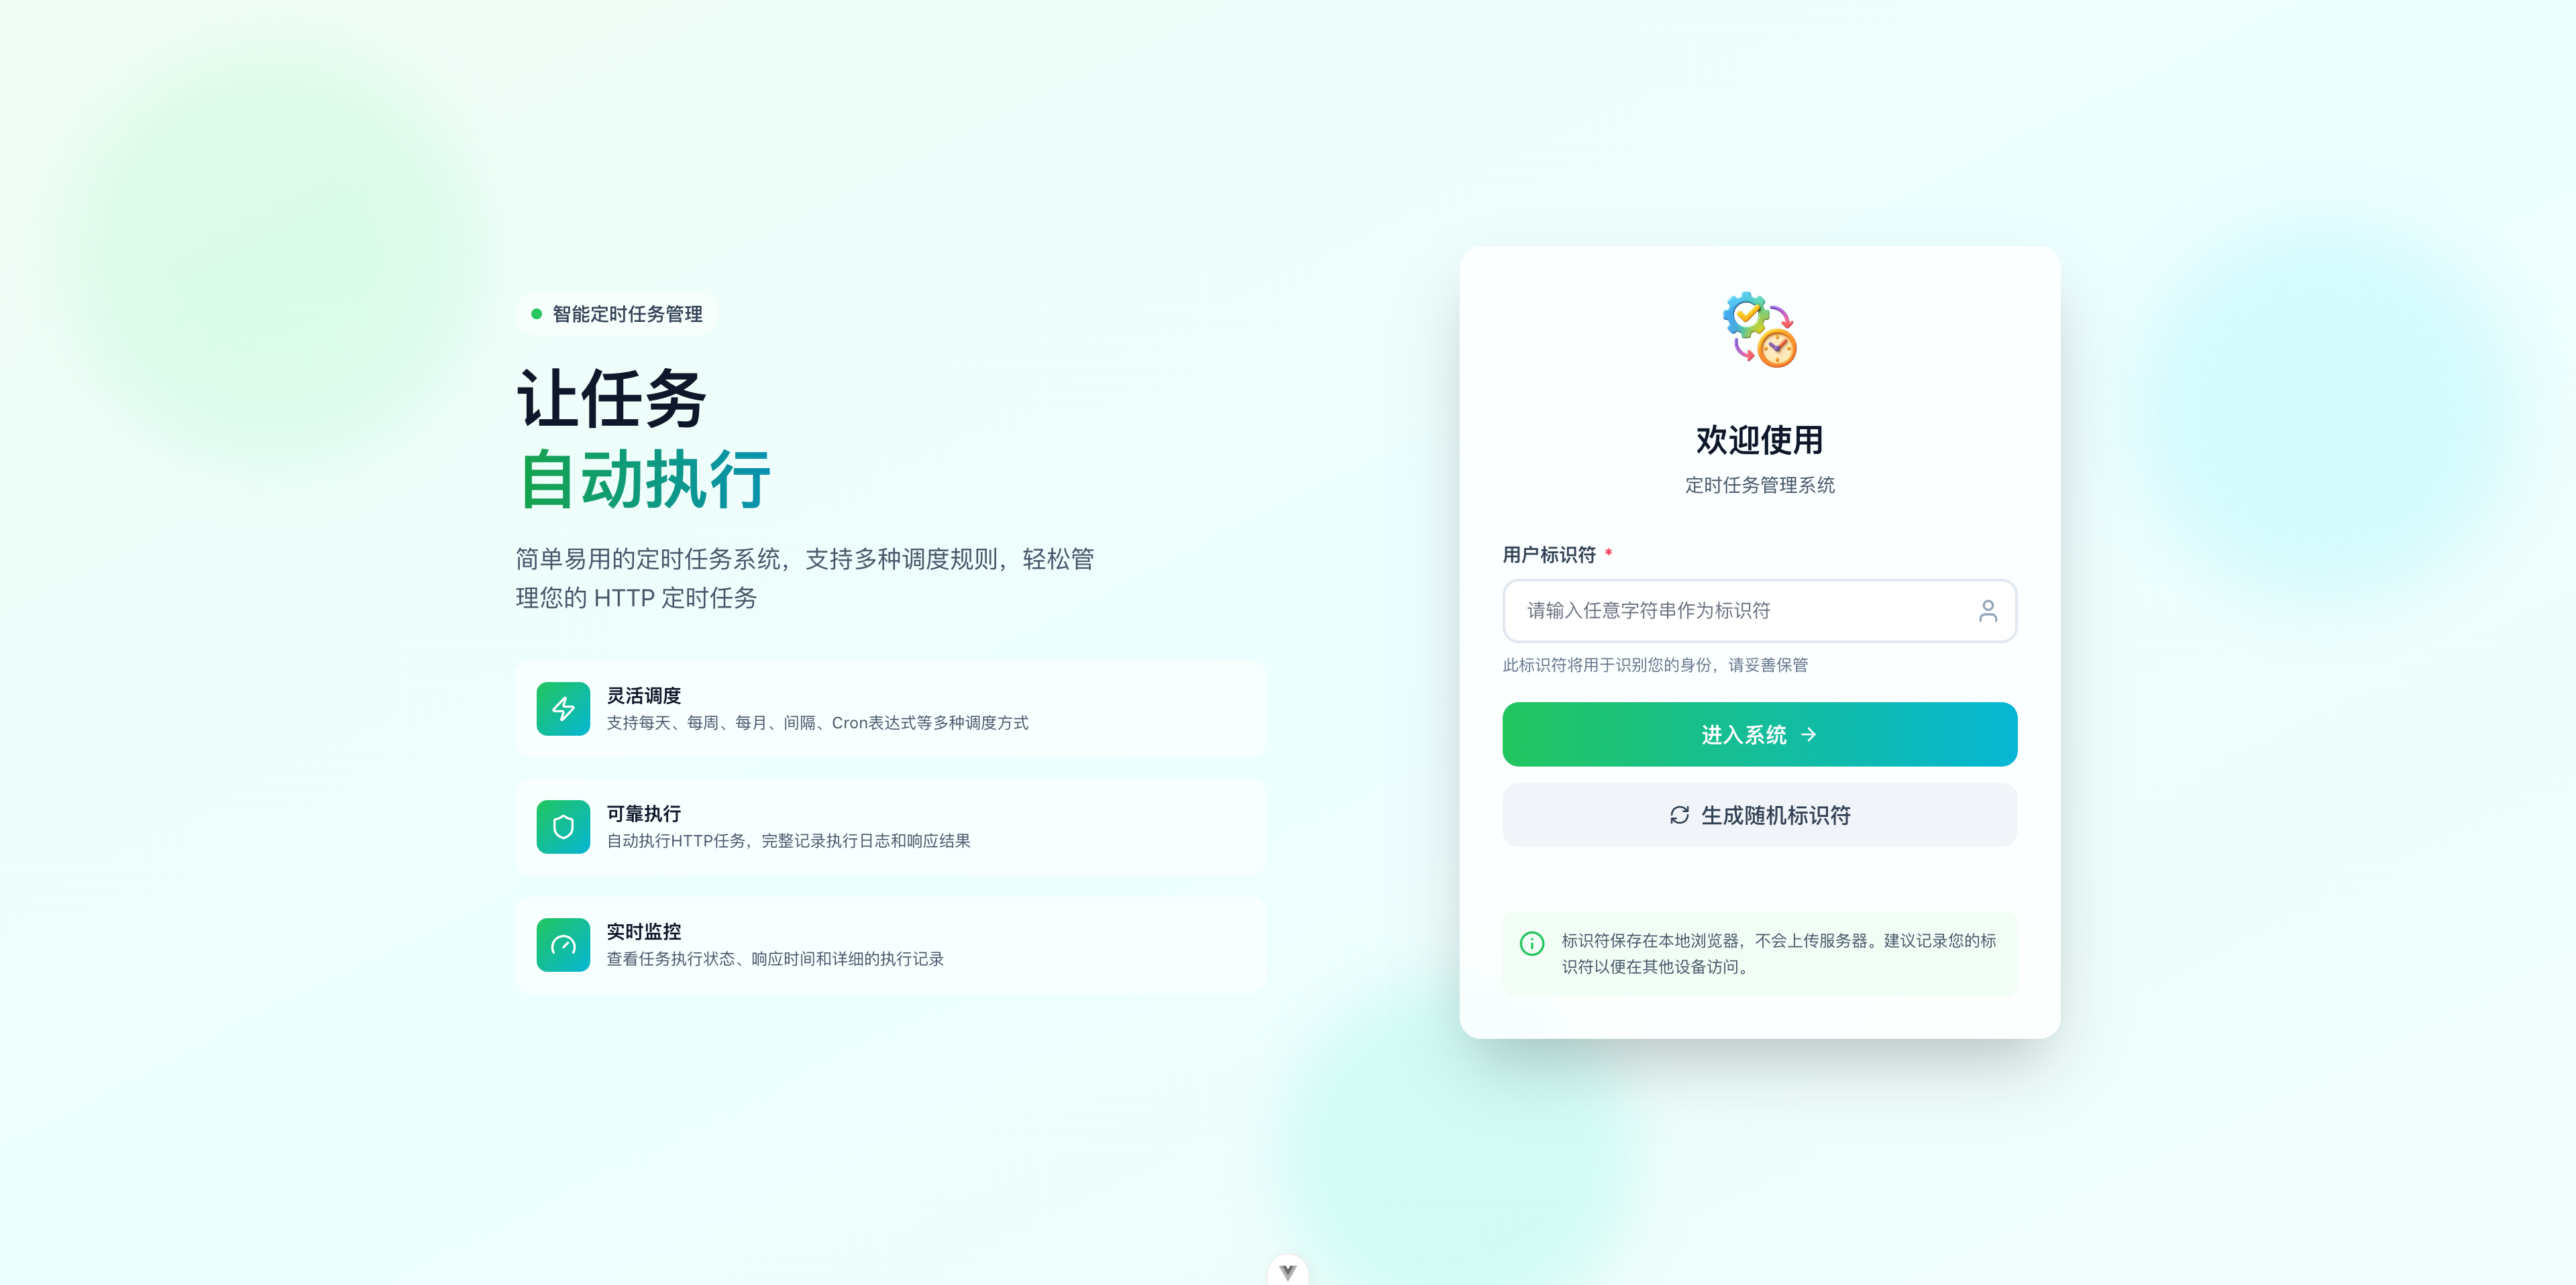 智能定时任务管理
让任务
自动执行
简单易用的定时任务系统，支持多种调度规则，轻松管
理您的 HTTP 定时任务
灵活调度
支持每天、每周、每月、间隔、Cron表达式等多种调度方式
可靠执行
自动执行HTTP任务，完整记录执行日志和响应结果
实时监控
查看任务执行状态、响应时间和详细的执行记录
欢迎使用
定时任务管理系统
用户标识符 *
请输入任意字符串作为标识符
此标识符将用于识别您的身份，请妥善保管
进入系统 →
生成随机标识符
标识符保存在本地浏览器，不会上传服务器。建议记录您的标
识符以便在其他设备访问。